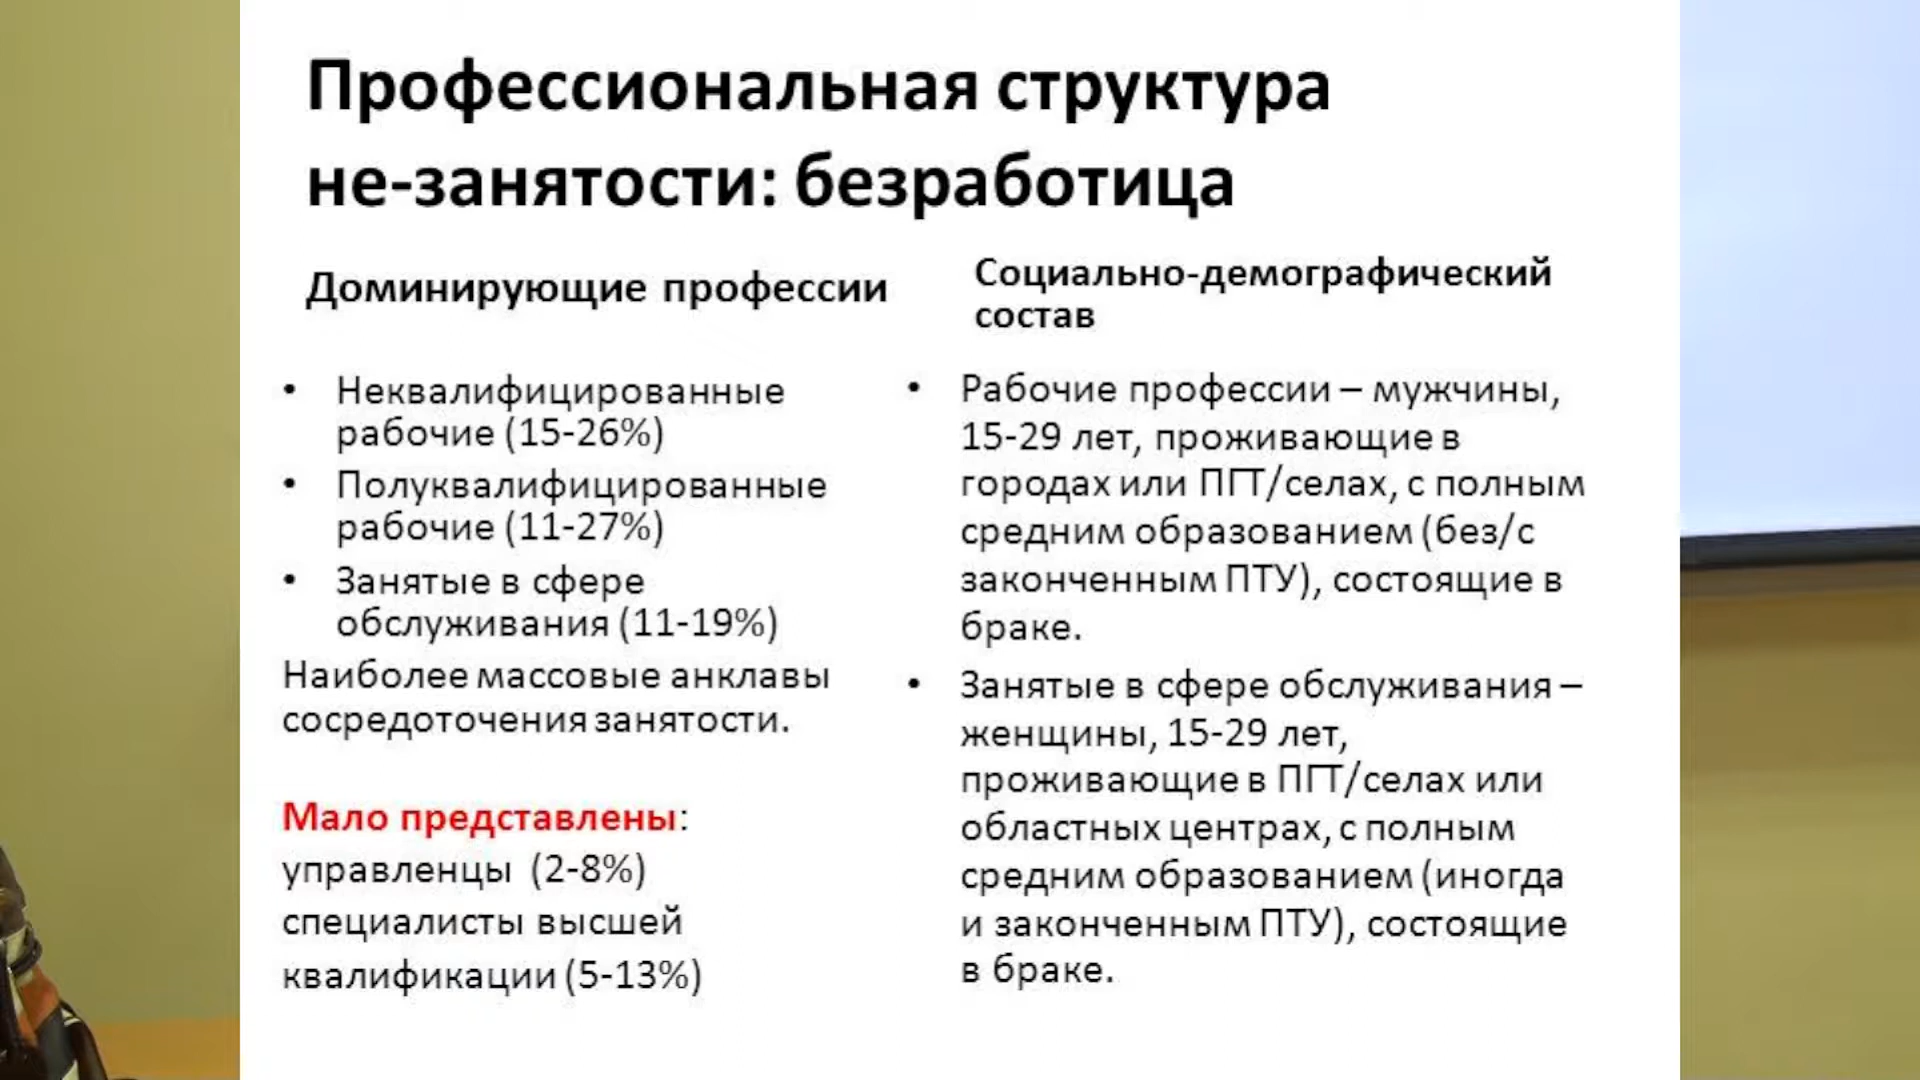 Профессиональная структура
не-занятости: безработица
Доминирующие профессии
• Неквалифицированные
рабочие (15-26%)
• Полуквалифицированные
рабочие (11-27%)
• Занятые в сфере
обслуживания (11-19%)
Наиболее массовые анклавы
сосредоточения занятости.
Мало представлены:
управленцы (2-8%)
специалисты высшей
квалификации (5-13%)
Социально-демографический
состав
• Рабочие профессии – мужчины,
15-29 лет, проживающие в
городах или ПГТ/селах, с полным
средним образованием (без/с
законченным ПТУ), состоящие в
браке.
• Занятые в сфере обслуживания –
женщины, 15-29 лет,
проживающие в ПГТ/селах или
областных центрах, с полным
средним образованием (иногда
и законченным ПТУ), состоящие
в браке.